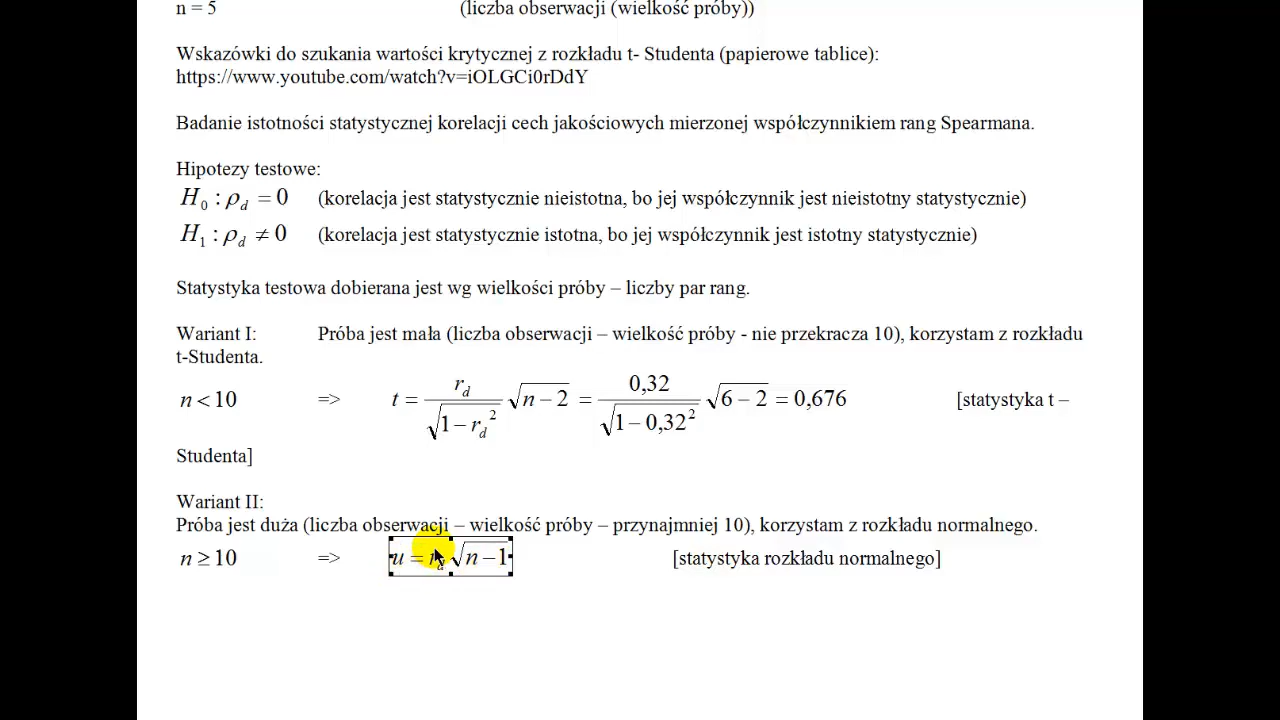 n = 5 (liczba obserwacji (wielkość próby))
Wskazówki do szukania wartości krytycznej z rozkładu t- Studenta (papierowe tablice):
https://www.youtube.com/watch?v=iOLGCi0rDdY
Badanie istotności statystycznej korelacji cech jakościowych mierzonej współczynnikiem rang Spearmana.
Hipotezy testowe:
H₀ : ρ_d = 0 (korelacja jest statystycznie nieistotna, bo jej współczynnik jest nieistotny statystycznie)
H₁ : ρ_d ≠ 0 (korelacja jest statystycznie istotna, bo jej współczynnik jest istotny statystycznie)
Statystyka testowa dobierana jest wg wielkości próby – liczby par rang.
Wariant I: Próba jest mała (liczba obserwacji – wielkość próby - nie przekracza 10), korzystam z rozkładu
t-Studenta.
n < 10 => t = r_d / √(1 − r_d²) √(n − 2) = 0,32 / √(1 − 0,32²) √(6 − 2) = 0,676 [statystyka t –
Studenta]
Wariant II:
Próba jest duża (liczba obserwacji – wielkość próby – przynajmniej 10), korzystam z rozkładu normalnego.
n ≥ 10 => u = r_d √(n − 1) [statystyka rozkładu normalnego]